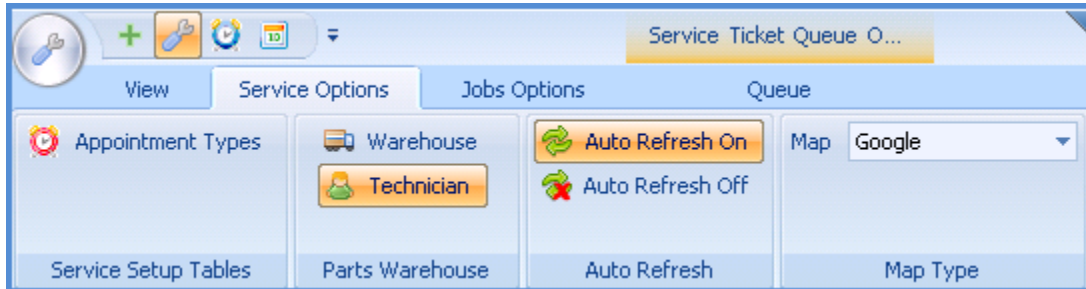 Service Ticket Queue O...
View Service Options Jobs Options Queue
Appointment Types Warehouse Auto Refresh On Map Google
Technician Auto Refresh Off
Service Setup Tables Parts Warehouse Auto Refresh Map Type